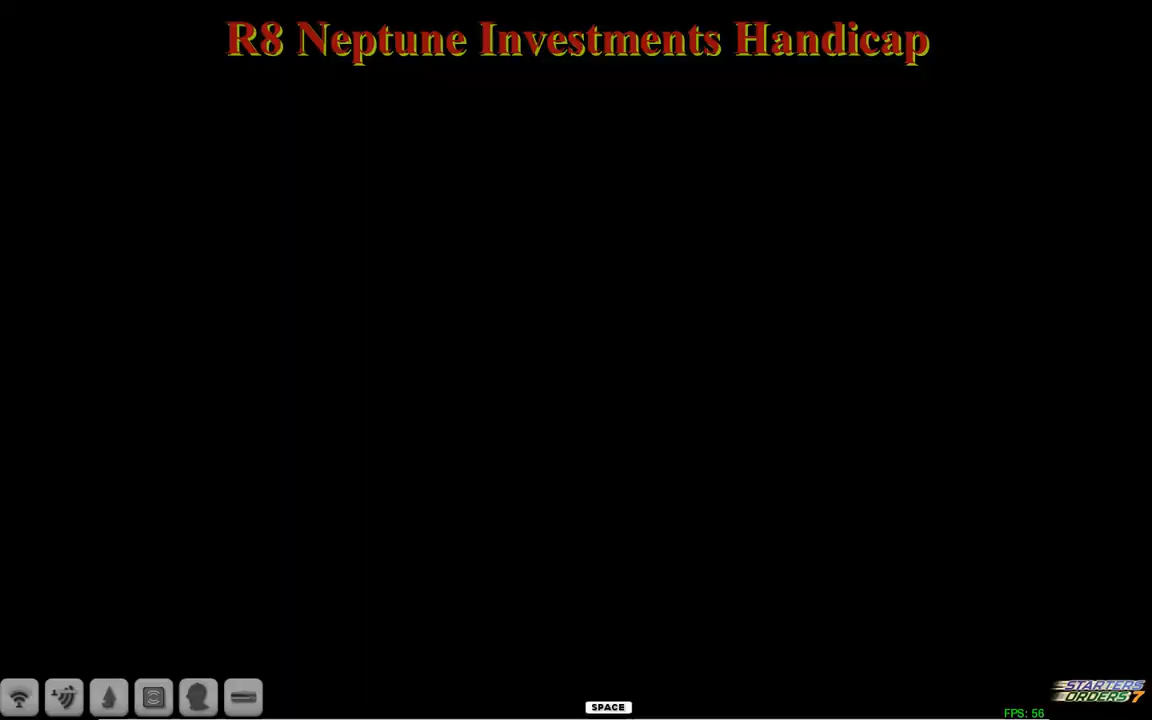 R8 Neptune Investments Handicap
SPACE
STARTERS
ORDERS 7
FPS: 56